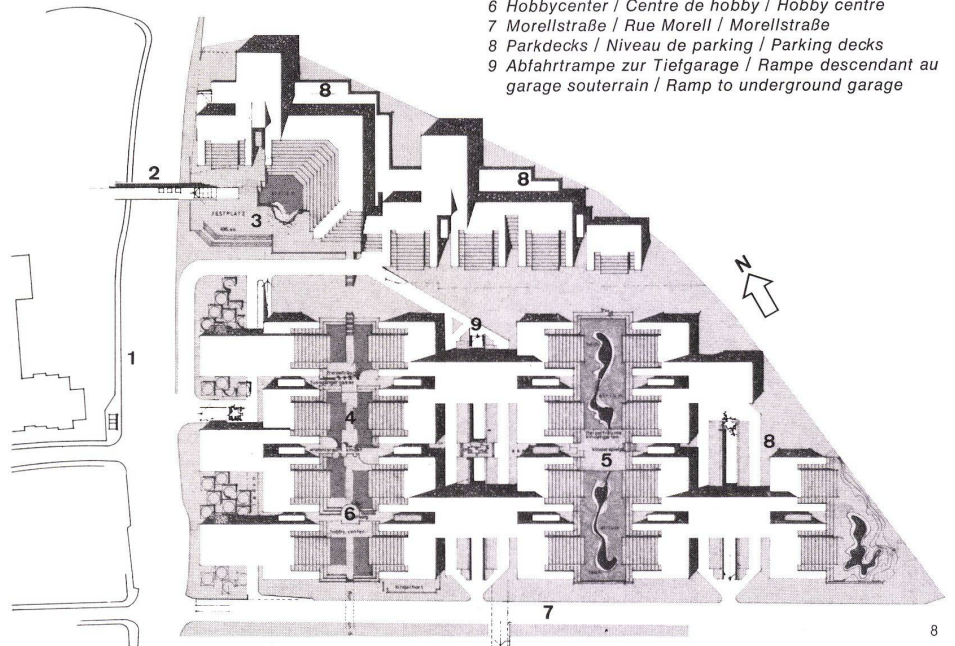 6 Hobbycenter / Centre de hobby / Hobby centre
7 Morellstraße / Rue Morell / Morellstraße
8 Parkdecks / Niveau de parking / Parking decks
9 Abfahrtrampe zur Tiefgarage / Rampe descendant au
garage souterrain / Ramp to underground garage
8
2
8
3
FESTPLATZ
N
9
1
4
8
5
6
hobby center
7
8